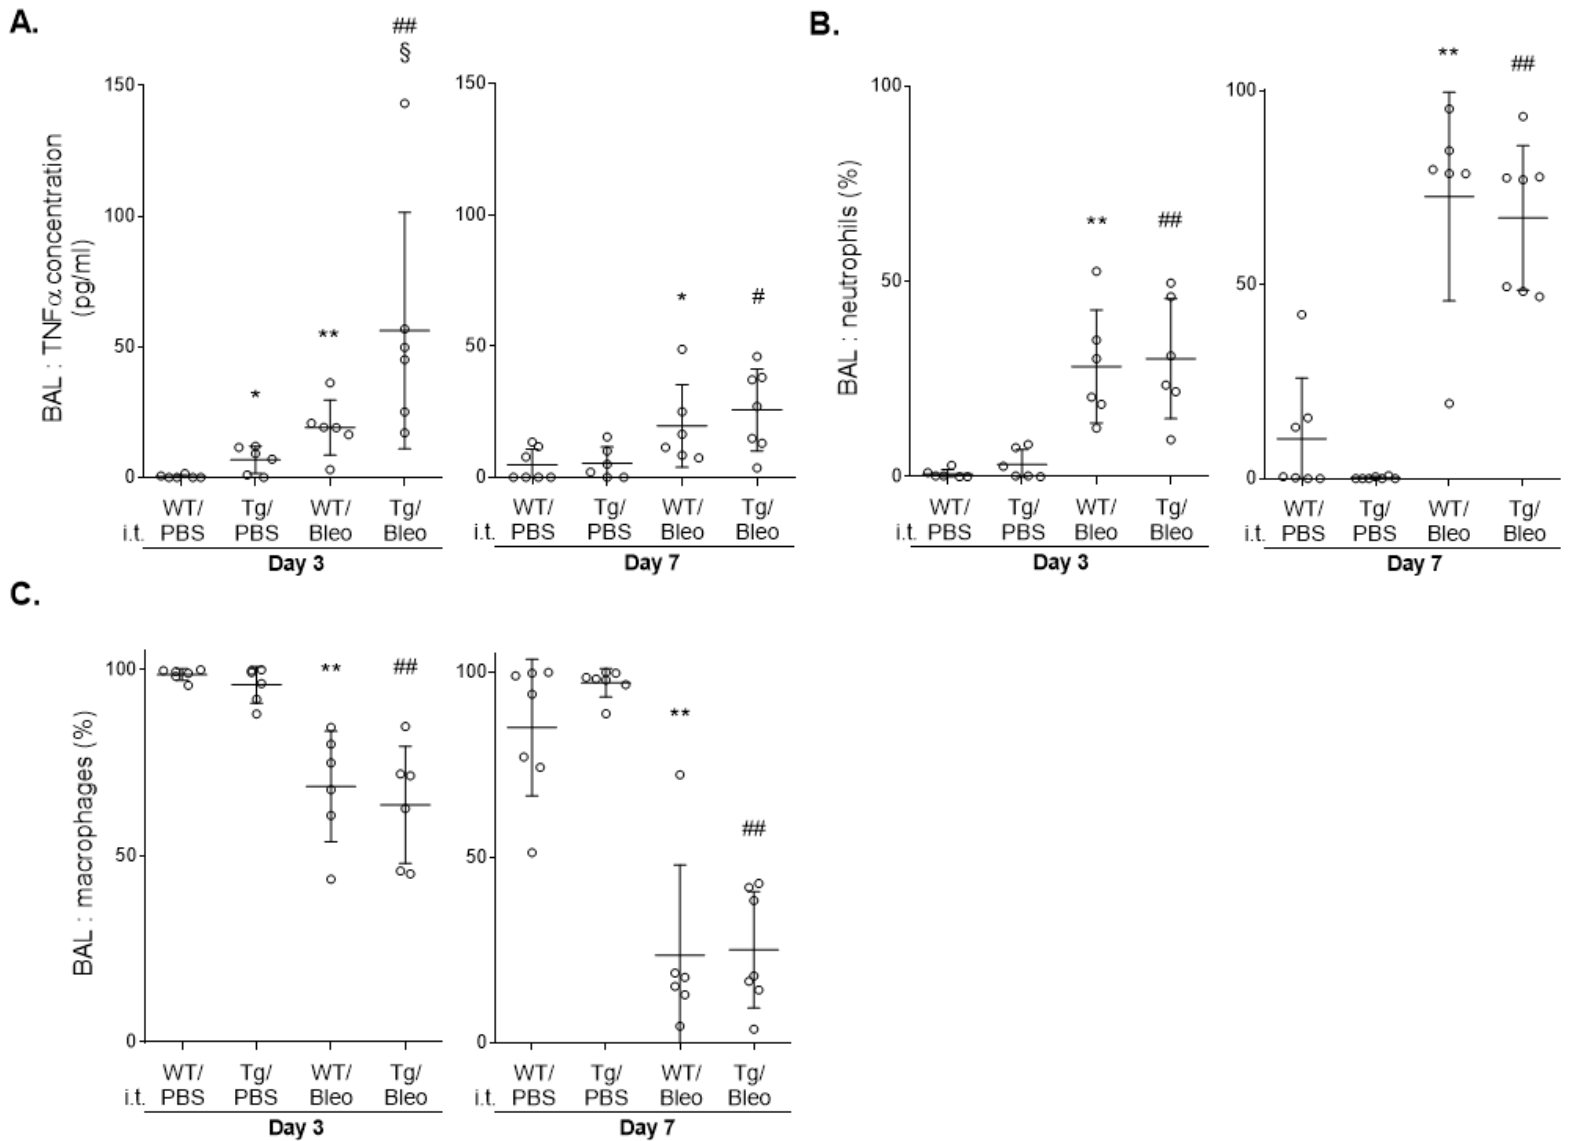 A.
BAL : TNFα concentration
(pg/ml)
150
100
50
0
*
**
##
§
WT/ Tg/ WT/ Tg/
i.t. PBS PBS Bleo Bleo
Day 3
150
100
50
0
*
#
WT/ Tg/ WT/ Tg/
i.t. PBS PBS Bleo Bleo
Day 7
B.
BAL : neutrophils (%)
100
50
0
**
##
WT/ Tg/ WT/ Tg/
i.t. PBS PBS Bleo Bleo
Day 3
100
50
0
**
##
WT/ Tg/ WT/ Tg/
i.t. PBS PBS Bleo Bleo
Day 7
C.
BAL : macrophages (%)
100
50
0
**
##
WT/ Tg/ WT/ Tg/
i.t. PBS PBS Bleo Bleo
Day 3
100
50
0
**
##
WT/ Tg/ WT/ Tg/
i.t. PBS PBS Bleo Bleo
Day 7